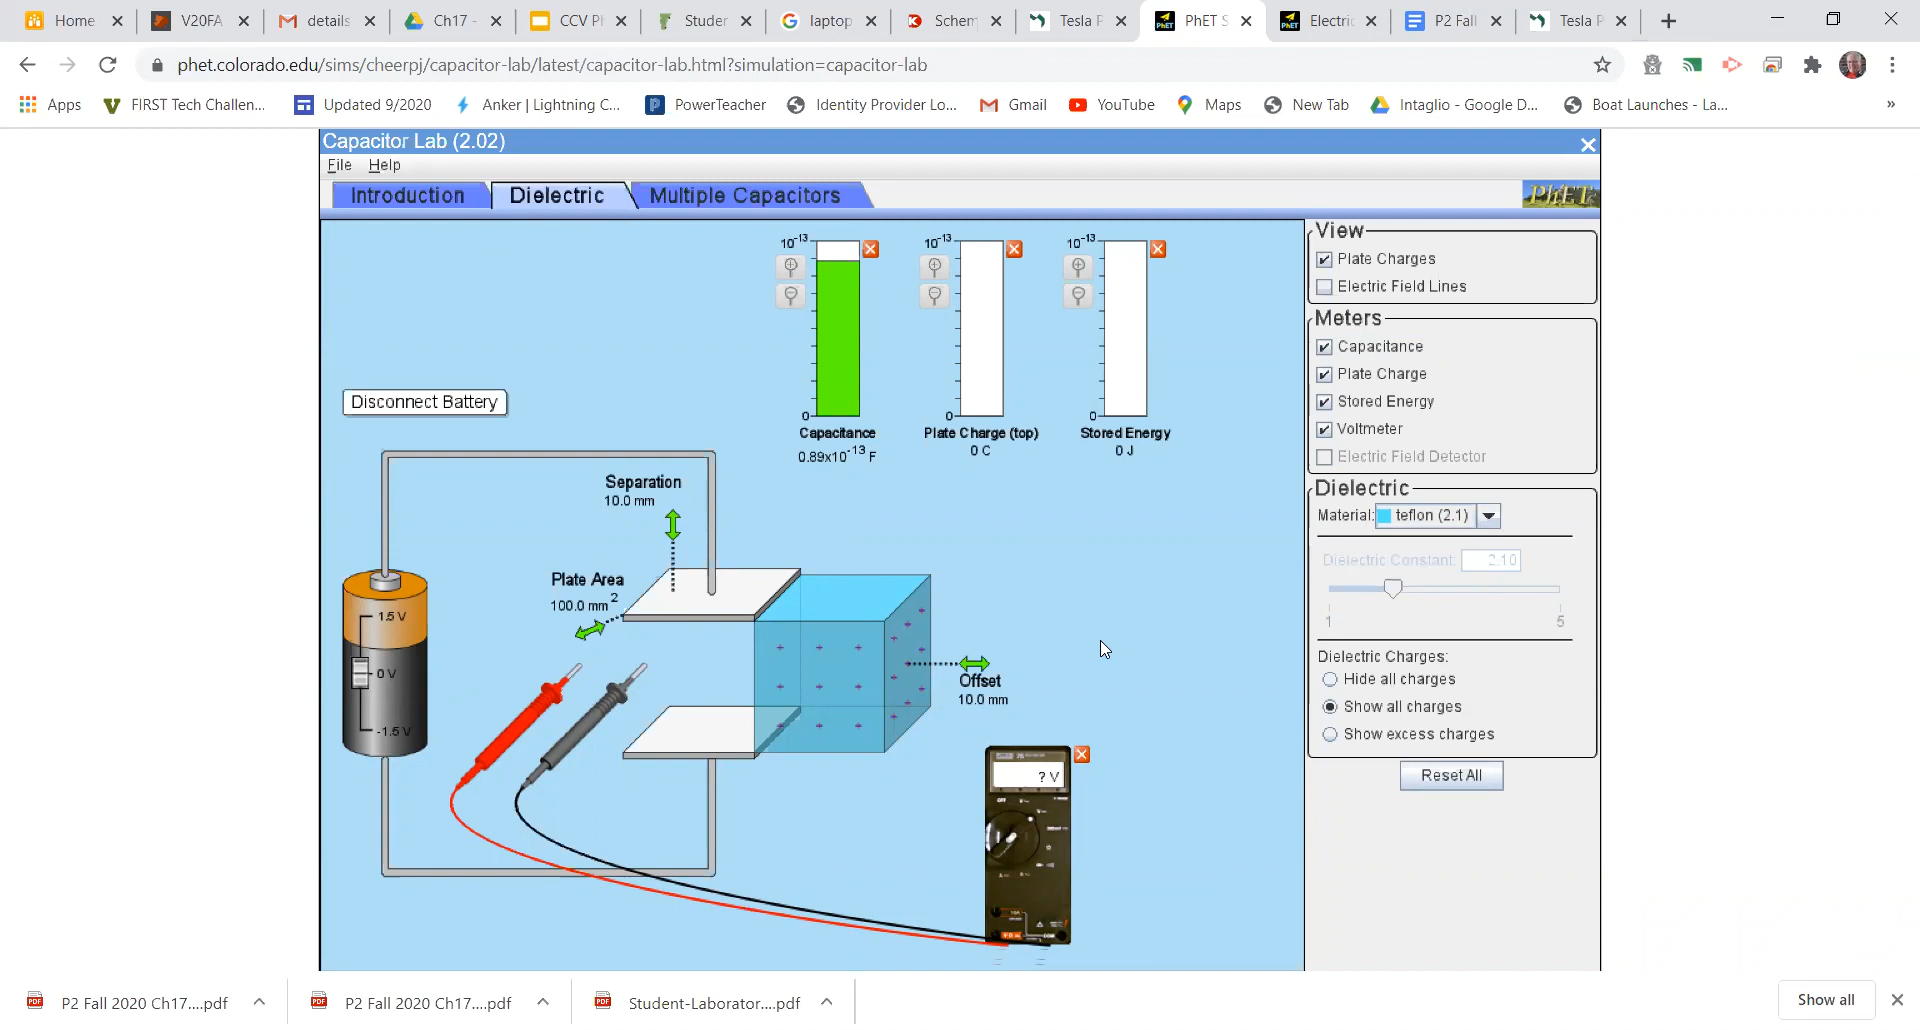 Home
V20FA
details
Ch17 -
CCV Ph
Studer
laptop
Schem
Tesla P
PhET S
Electric
P2 Fall
Tesla P
phet.colorado.edu/sims/cheerpj/capacitor-lab/latest/capacitor-lab.html?simulation=capacitor-lab
Apps
FIRST Tech Challen...
Updated 9/2020
Anker | Lightning C...
PowerTeacher
Identity Provider Lo...
Gmail
YouTube
Maps
New Tab
Intaglio - Google D...
Boat Launches - La...
»
Capacitor Lab (2.02)
File Help
Introduction
Dielectric
Multiple Capacitors
PhET
10⁻¹³
0
Capacitance
0.89x10⁻¹³ F
10⁻¹³
0
Plate Charge (top)
0 C
10⁻¹³
0
Stored Energy
0 J
Disconnect Battery
Separation
10.0 mm
Plate Area
100.0 mm²
1.5 V
0 V
-1.5 V
Offset
10.0 mm
? V
View
Plate Charges
Electric Field Lines
Meters
Capacitance
Plate Charge
Stored Energy
Voltmeter
Electric Field Detector
Dielectric
Material: teflon (2.1)
Dielectric Constant: 2.10
1 5
Dielectric Charges:
Hide all charges
Show all charges
Show excess charges
Reset All
P2 Fall 2020 Ch17....pdf
P2 Fall 2020 Ch17....pdf
Student-Laborator....pdf
Show all